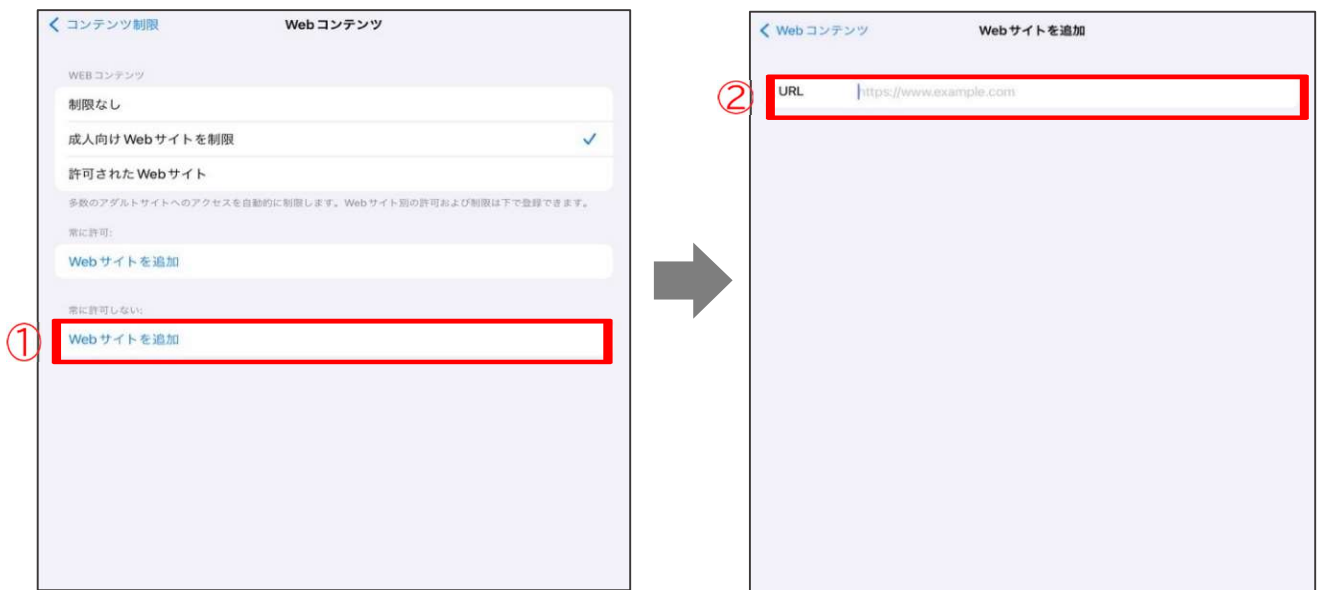 コンテンツ制限
Webコンテンツ
WEBコンテンツ
制限なし
成人向けWebサイトを制限
許可されたWebサイト
多数のアダルトサイトへのアクセスを自動的に制限します。Webサイト別の許可および制限は下で登録できます。
常に許可:
Webサイトを追加
常に許可しない:
①
Webサイトを追加
Webコンテンツ
Webサイトを追加
②
URL https://www.example.com